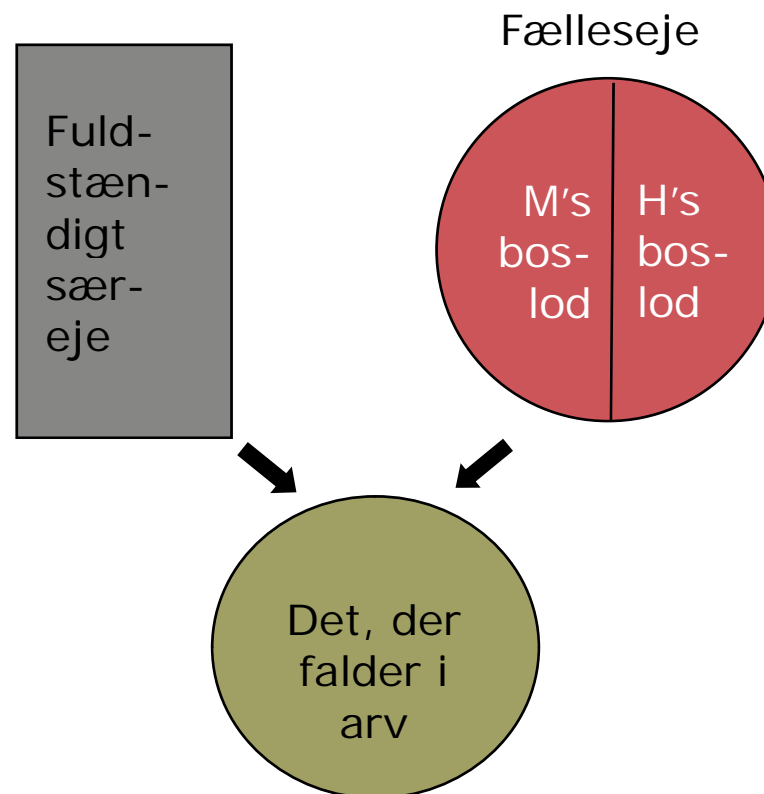 Fælleseje
Fuld-
stæn-
digt
sær-
eje
M's
bos-
lod
H's
bos-
lod
Det, der
falder i
arv